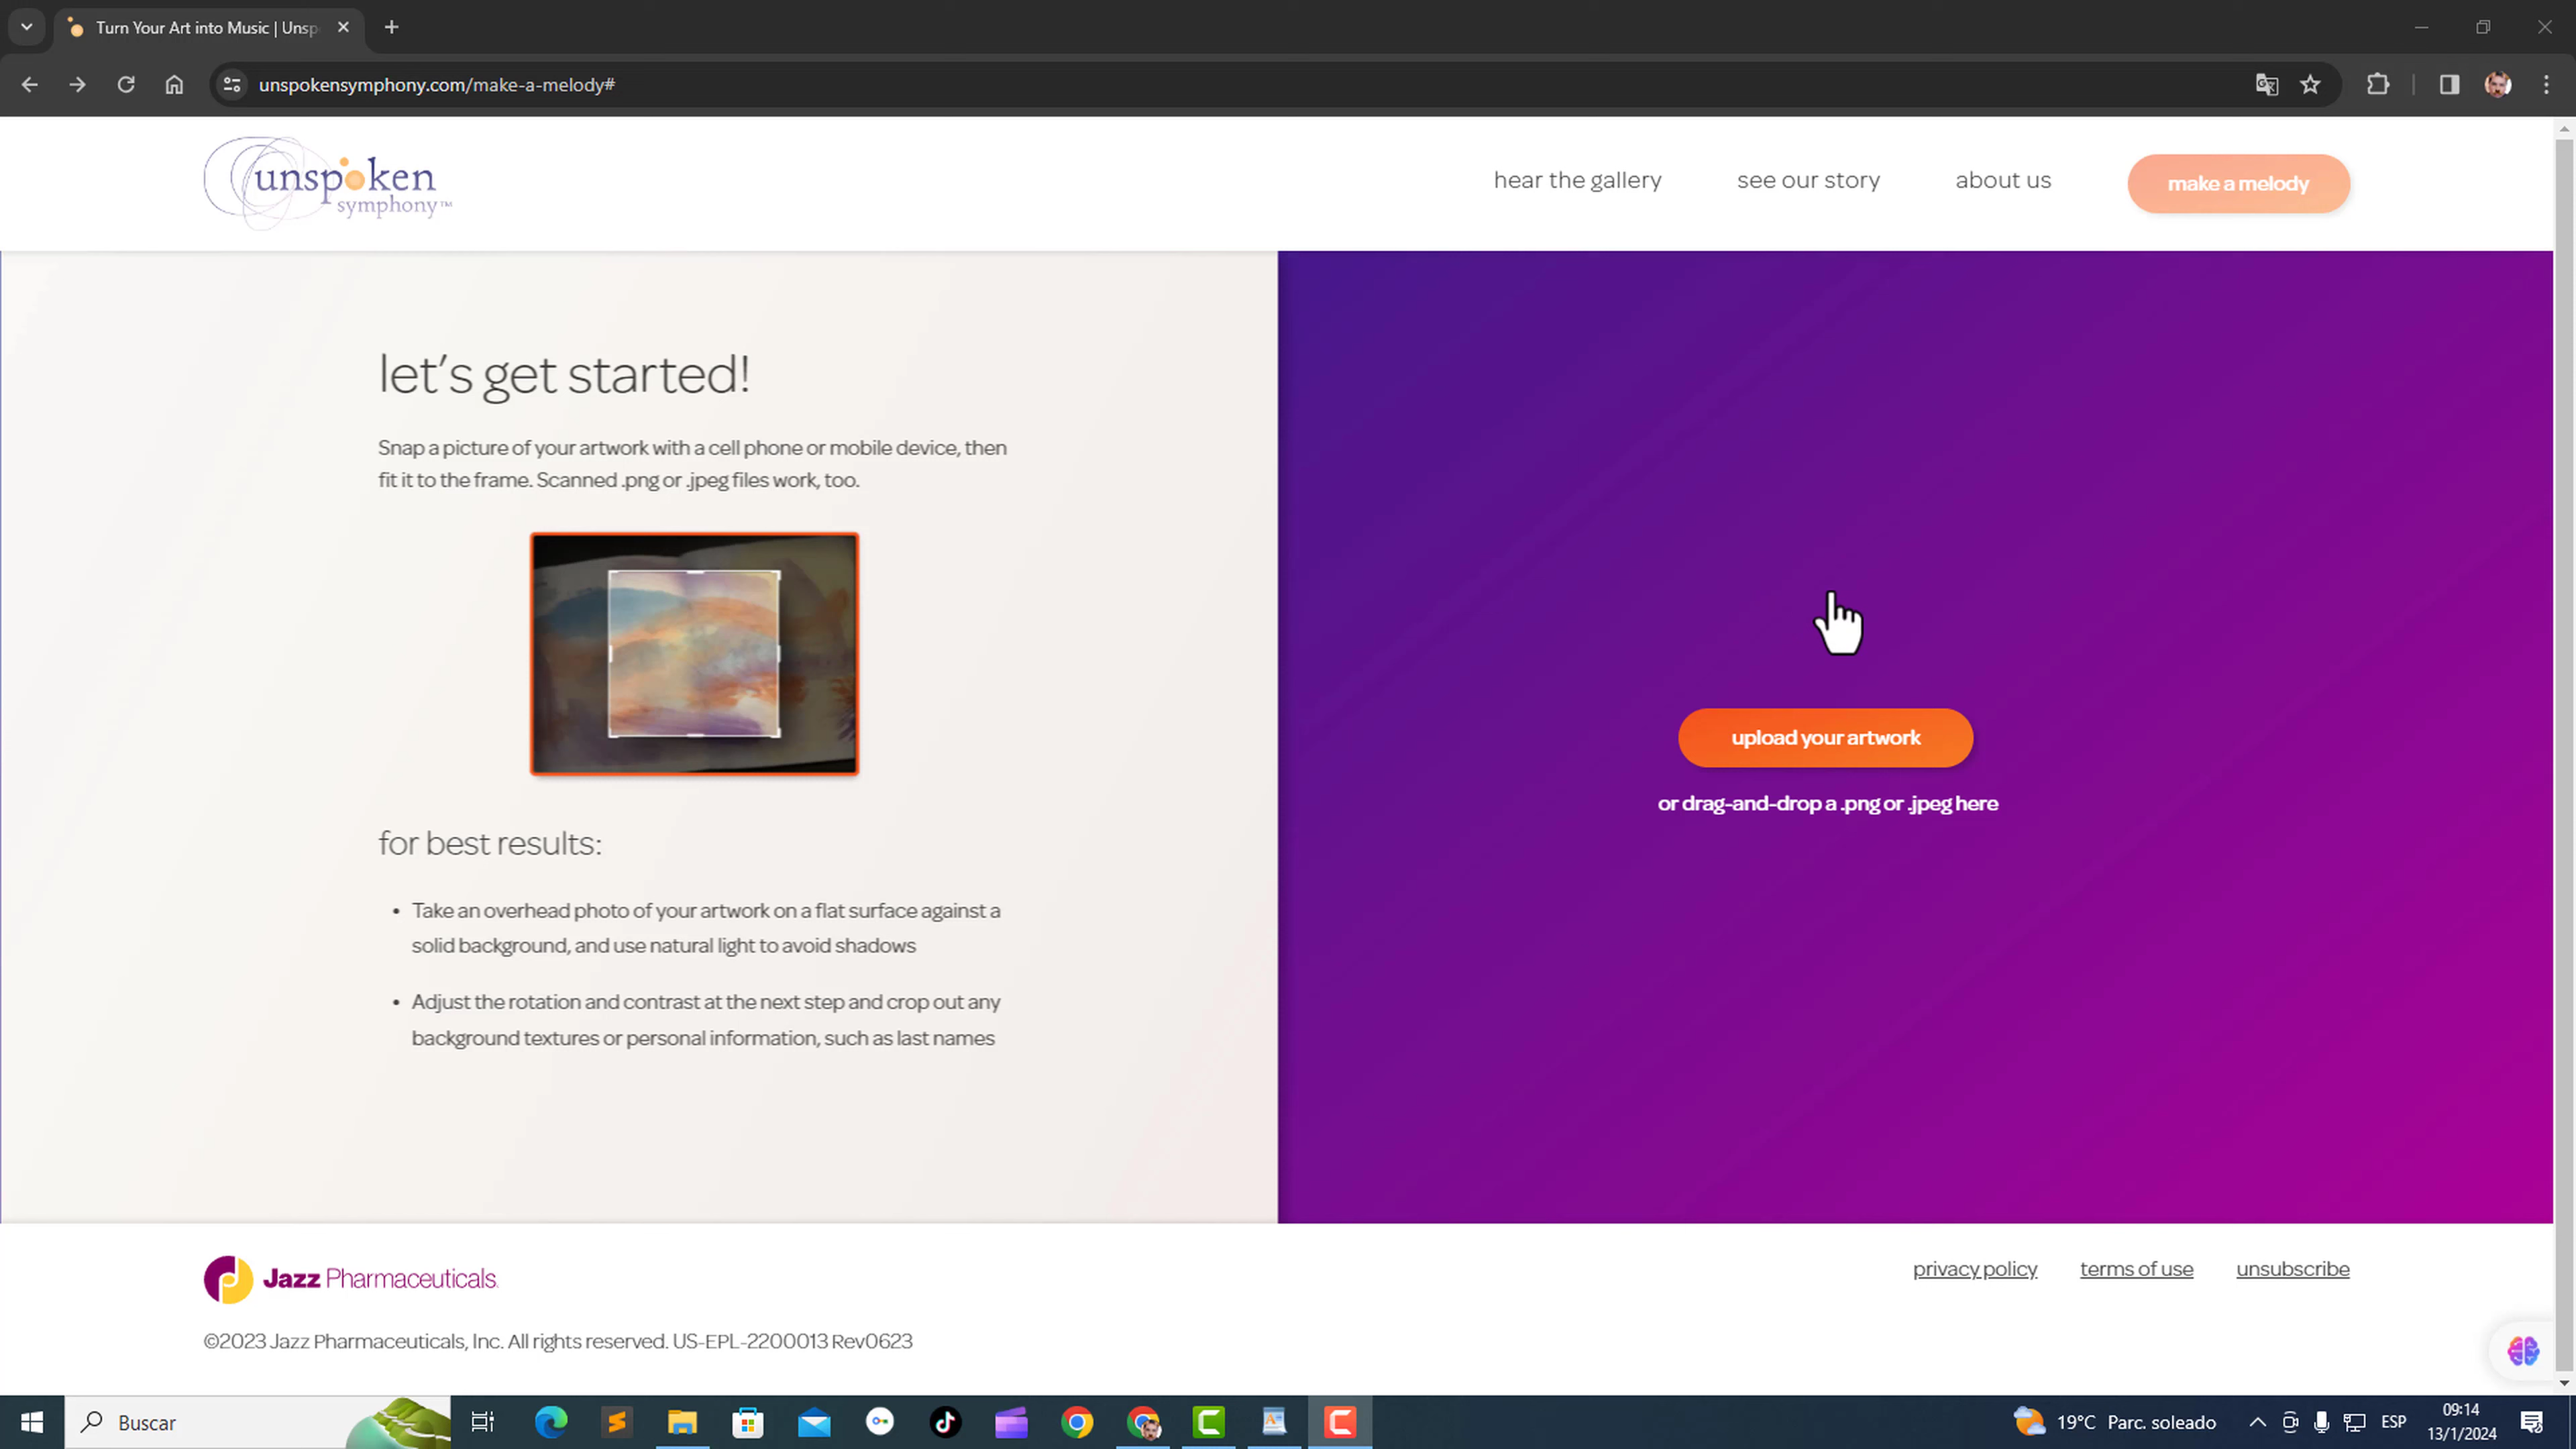 Turn Your Art into Music | Unsp
unspokensymphony.com/make-a-melody#
unspoken
symphony™
hear the gallery
see our story
about us
make a melody
let's get started!
Snap a picture of your artwork with a cell phone or mobile device, then
fit it to the frame. Scanned .png or .jpeg files work, too.
for best results:
• Take an overhead photo of your artwork on a flat surface against a
solid background, and use natural light to avoid shadows
• Adjust the rotation and contrast at the next step and crop out any
background textures or personal information, such as last names
upload your artwork
or drag-and-drop a .png or .jpeg here
Jazz Pharmaceuticals.
privacy policy
terms of use
unsubscribe
©2023 Jazz Pharmaceuticals, Inc. All rights reserved. US-EPL-2200013 Rev0623
Buscar
19°C Parc. soleado
ESP
09:14
13/1/2024